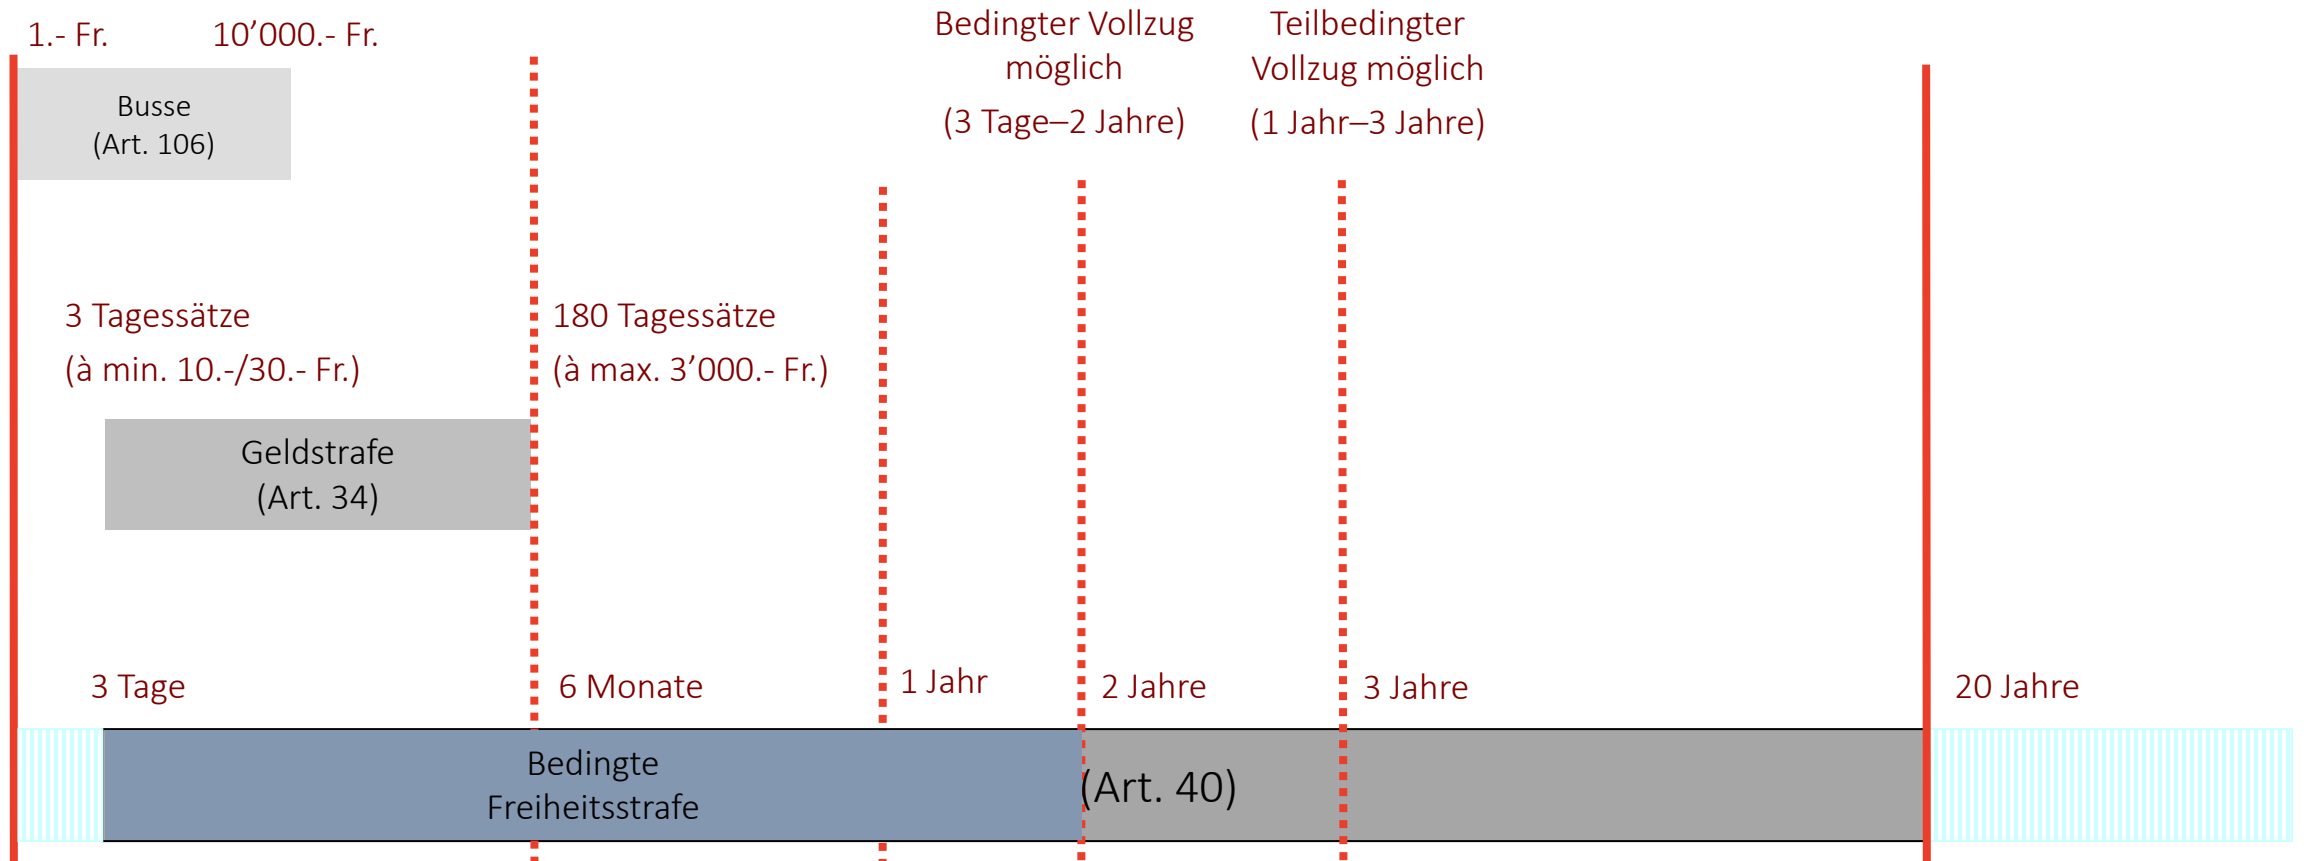 1.- Fr.
10’000.- Fr.
Busse
(Art. 106)
Bedingter Vollzug
möglich
(3 Tage–2 Jahre)
Teilbedingter
Vollzug möglich
(1 Jahr–3 Jahre)
3 Tagessätze
(à min. 10.-/30.- Fr.)
180 Tagessätze
(à max. 3’000.- Fr.)
Geldstrafe
(Art. 34)
3 Tage
6 Monate
1 Jahr
2 Jahre
3 Jahre
20 Jahre
Bedingte
Freiheitsstrafe
(Art. 40)